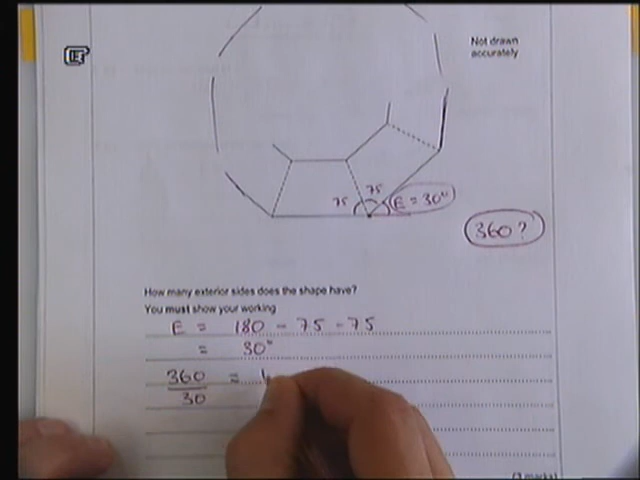 Not drawn
accurately
75
75
E = 30°
360?
How many exterior sides does the shape have?
You must show your working
E = 180 - 75 - 75
= 30°
360
30
=